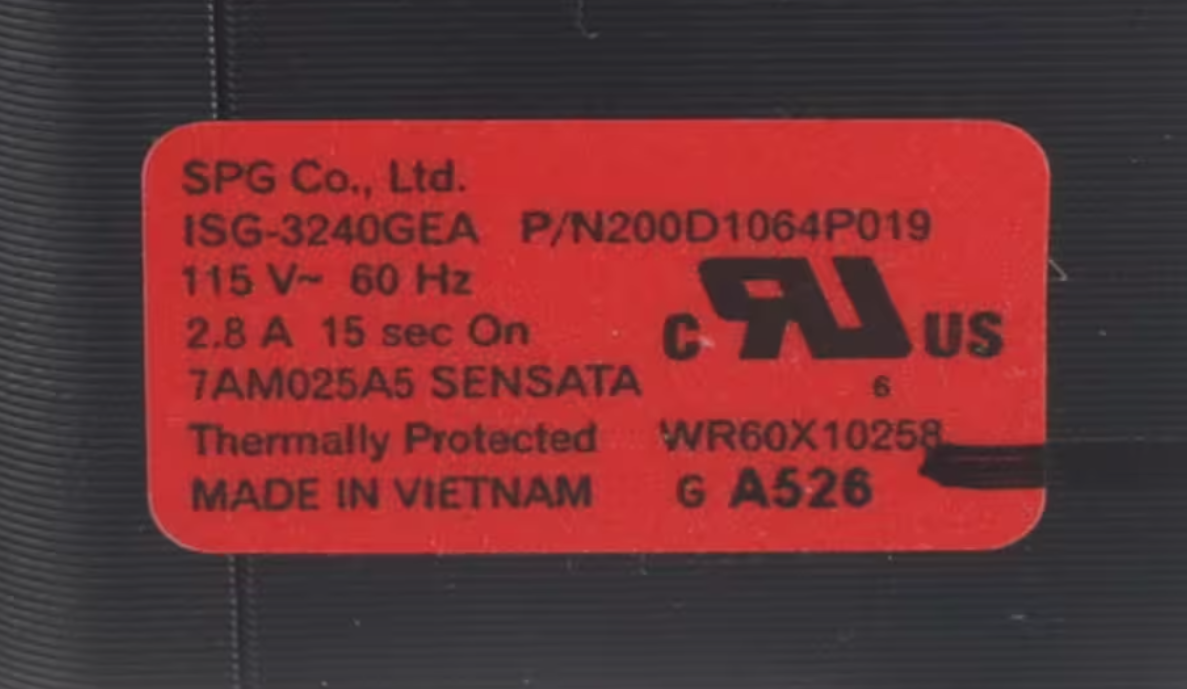 SPG Co., Ltd.
ISG-3240GEA P/N200D1064P019
115 V~ 60 Hz
2.8 A 15 sec On
C RU US
7AM025A5 SENSATA
6
Thermally Protected WR60X10258
MADE IN VIETNAM G A526